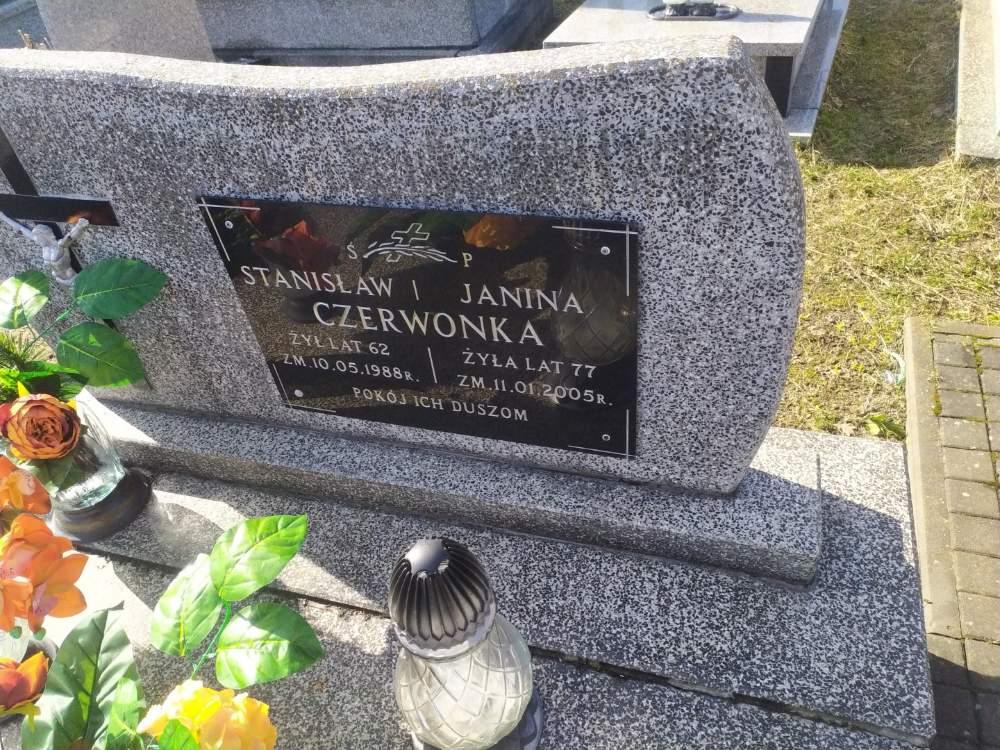 Ś P
STANISŁAW I JANINA
CZERWONKA
ŻYŁ LAT 62
ZM. 10.05.1988R.
ŻYŁA LAT 77
ZM. 11.01.2005R.
POKÓJ ICH DUSZOM